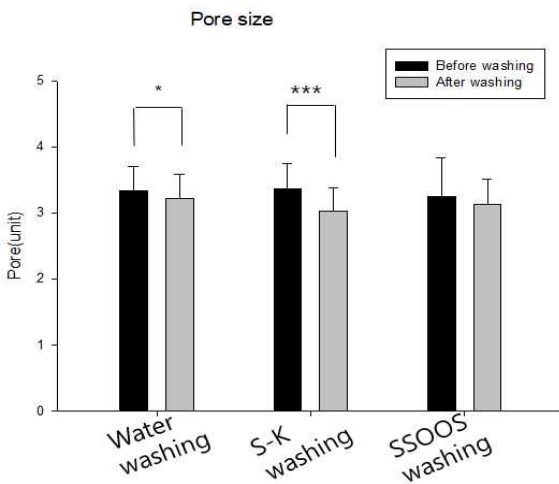 Pore size
Before washing
After washing
5
4
3
2
1
0
Pore(unit)
*
***
Water
washing
S-K
washing
SSOOS
washing